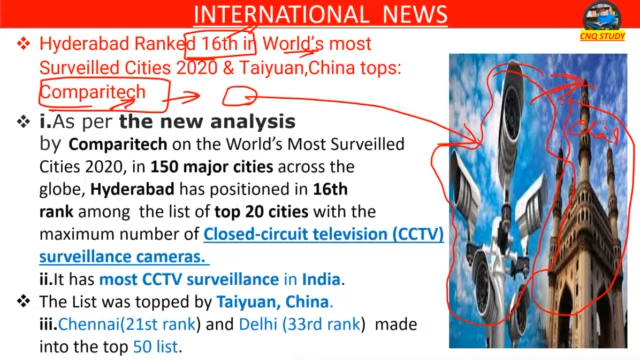 INTERNATIONAL NEWS
CNQ STUDY
Hyderabad Ranked 16th in World's most
Surveilled Cities 2020 & Taiyuan,China tops:
Comparitech
i.As per the new analysis
by Comparitech on the World's Most Surveilled
Cities 2020, in 150 major cities across the
globe, Hyderabad has positioned in 16th
rank among the list of top 20 cities with the
maximum number of Closed-circuit television (CCTV)
surveillance cameras.
ii.It has most CCTV surveillance in India.
The List was topped by Taiyuan, China.
iii.Chennai(21st rank) and Delhi (33rd rank) made
into the top 50 list.